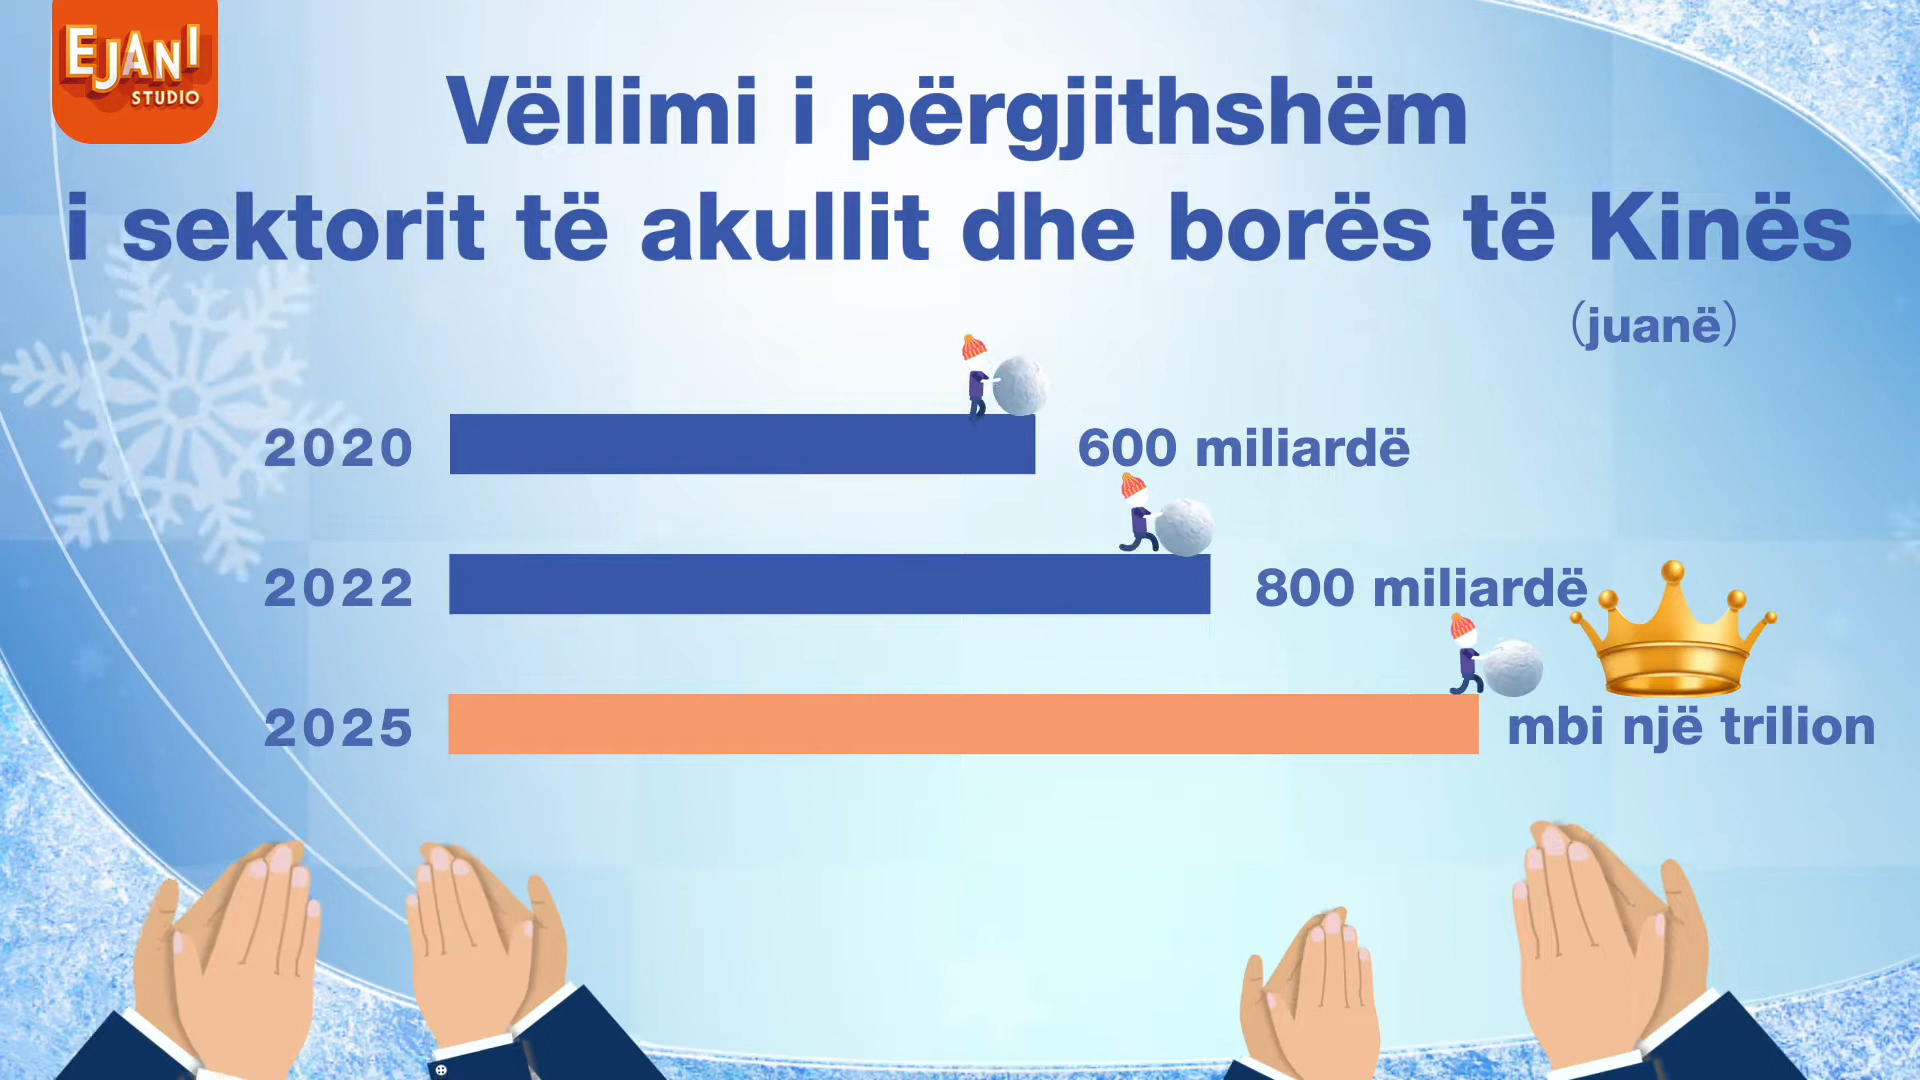 EJANI
STUDIO
Vëllimi i përgjithshëm
i sektorit të akullit dhe borës të Kinës
(juanë)
2020 600 miliardë
2022 800 miliardë
2025 mbi një trilion